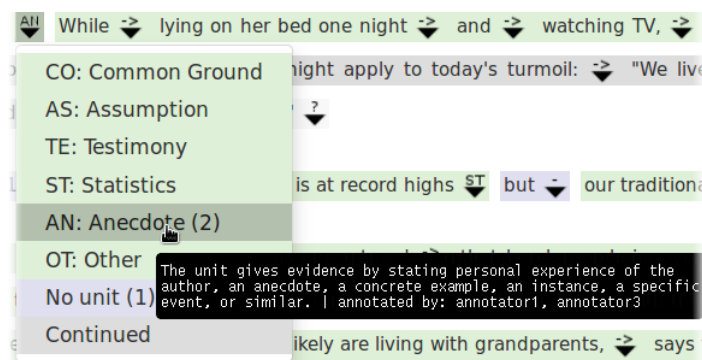 AN While -> lying on her bed one night -> and -> watching TV, ->
CO: Common Ground
night apply to today's turmoil: -> "We live
AS: Assumption
?
TE: Testimony
ST: Statistics
is at record highs ST but - our traditiona
AN: Anecdote (2)
OT: Other
The unit gives evidence by stating personal experience of the
author, an anecdote, a concrete example, an instance, a specific
event, or similar. | annotated by: annotator1, annotator3
No unit (1)
Continued
ikely are living with grandparents, -> says